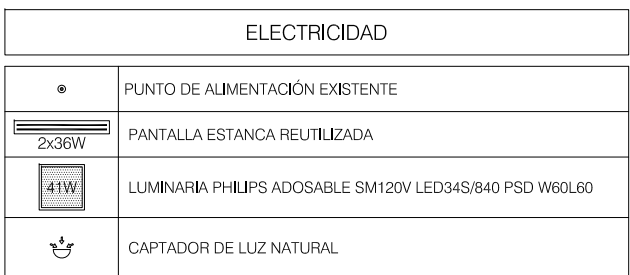 ELECTRICIDAD
PUNTO DE ALIMENTACIÓN EXISTENTE
2x36W
PANTALLA ESTANCA REUTILIZADA
41W
LUMINARIA PHILIPS ADOSABLE SM120V LED34S/840 PSD W60L60
CAPTADOR DE LUZ NATURAL